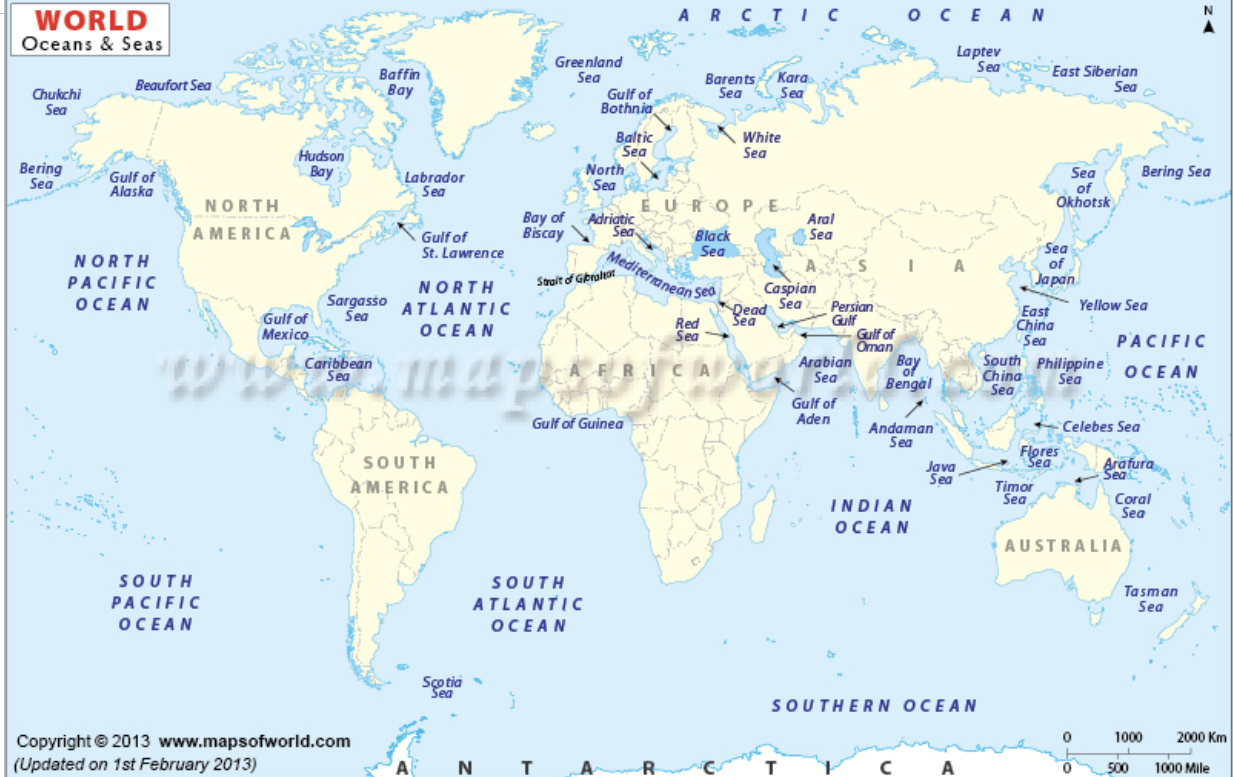 WORLD
Oceans & Seas
ARCTIC OCEAN
N
Chukchi
Sea
Beaufort Sea
Baffin
Bay
Greenland
Sea
Barents
Sea
Kara
Sea
Laptev
Sea
East Siberian
Sea
Gulf of
Bothnia
Baltic
Sea
White
Sea
Bering
Sea
Gulf of
Alaska
Hudson
Bay
Labrador
Sea
North
Sea
Sea
of
Okhotsk
Bering Sea
NORTH
AMERICA
EUROPE
Bay of
Biscay
Adriatic
Sea
Black
Sea
Aral
Sea
Gulf of
St. Lawrence
NORTH
PACIFIC
OCEAN
NORTH
ATLANTIC
OCEAN
Strait of Gibraltat
Mediterranean Sea
Caspian
Sea
ASIA
Sea
of
Japan
Yellow Sea
Sargasso
Sea
Gulf of
Mexico
Dead
Sea
Persian
Gulf
Red
Sea
Gulf of
Oman
East
China
Sea
PACIFIC
OCEAN
www.mapsofworld.com
Caribbean
Sea
AFRICA
Arabian
Sea
Bay
of
Bengal
South
China
Sea
Philippine
Sea
Gulf of Guinea
Gulf of
Aden
Andaman
Sea
Celebes Sea
SOUTH
AMERICA
Java
Sea
Flores
Sea
Arafura
Sea
Timor
Sea
Coral
Sea
INDIAN
OCEAN
AUSTRALIA
SOUTH
PACIFIC
OCEAN
SOUTH
ATLANTIC
OCEAN
Tasman
Sea
Scotia
Sea
SOUTHERN OCEAN
Copyright © 2013 www.mapsofworld.com
(Updated on 1st February 2013)
ANTARCTICA
0 1000 2000 Km
0 500 1000 Mile